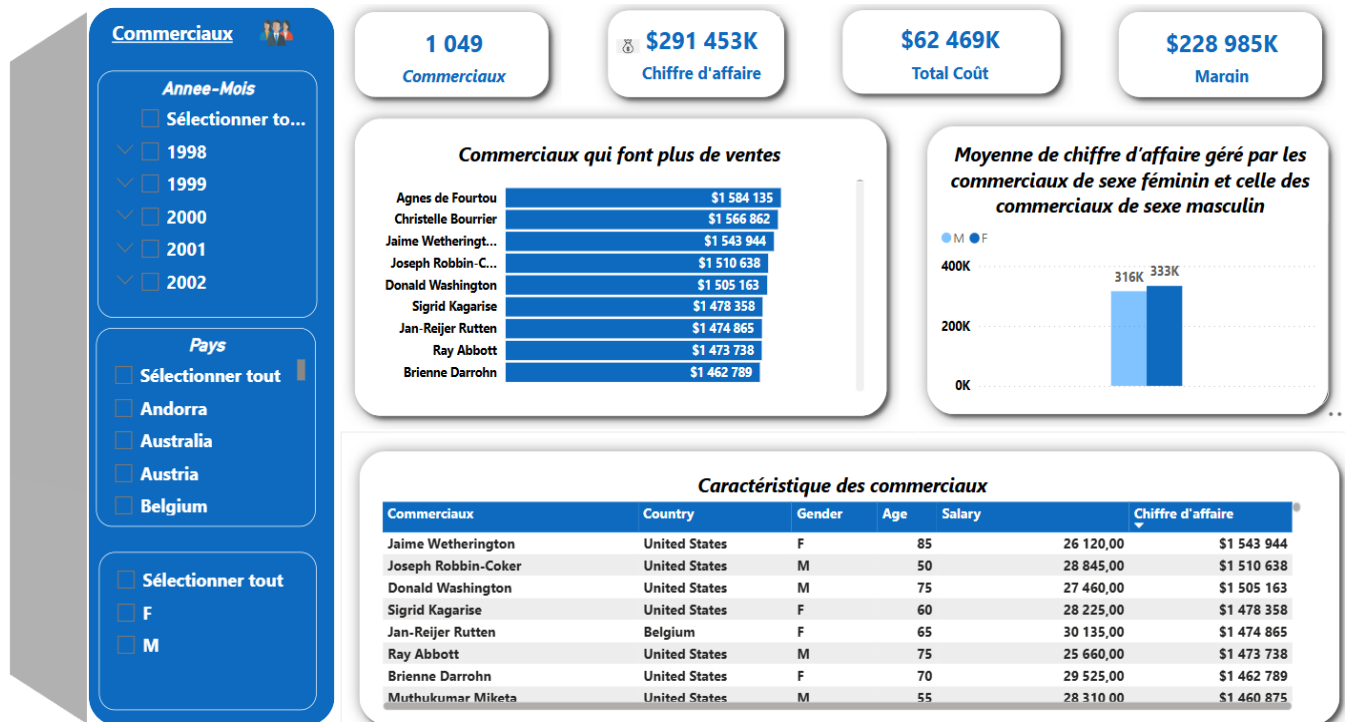 Commerciaux
Annee-Mois
Sélectionner to...
1998
1999
2000
2001
2002
Pays
Sélectionner tout
Andorra
Australia
Austria
Belgium
Sélectionner tout
F
M
1 049
Commerciaux
$291 453K
Chiffre d'affaire
$62 469K
Total Coût
$228 985K
Margin
Commerciaux qui font plus de ventes
Agnes de Fourtou $1 584 135
Christelle Bourrier $1 566 862
Jaime Wetheringt... $1 543 944
Joseph Robbin-C... $1 510 638
Donald Washington $1 505 163
Sigrid Kagarise $1 478 358
Jan-Reijer Rutten $1 474 865
Ray Abbott $1 473 738
Brienne Darrohn $1 462 789
Moyenne de chiffre d'affaire géré par les
commerciaux de sexe féminin et celle des
commerciaux de sexe masculin
M F
400K
316K 333K
200K
0K
Caractéristique des commerciaux
Commerciaux Country Gender Age Salary Chiffre d'affaire
Jaime Wetherington United States F 85 26 120,00 $1 543 944
Joseph Robbin-Coker United States M 50 28 845,00 $1 510 638
Donald Washington United States M 75 27 460,00 $1 505 163
Sigrid Kagarise United States F 60 28 225,00 $1 478 358
Jan-Reijer Rutten Belgium F 65 30 135,00 $1 474 865
Ray Abbott United States M 75 25 660,00 $1 473 738
Brienne Darrohn United States F 70 29 525,00 $1 462 789
Muthukumar Miketa United States M 55 28 310,00 $1 460 875